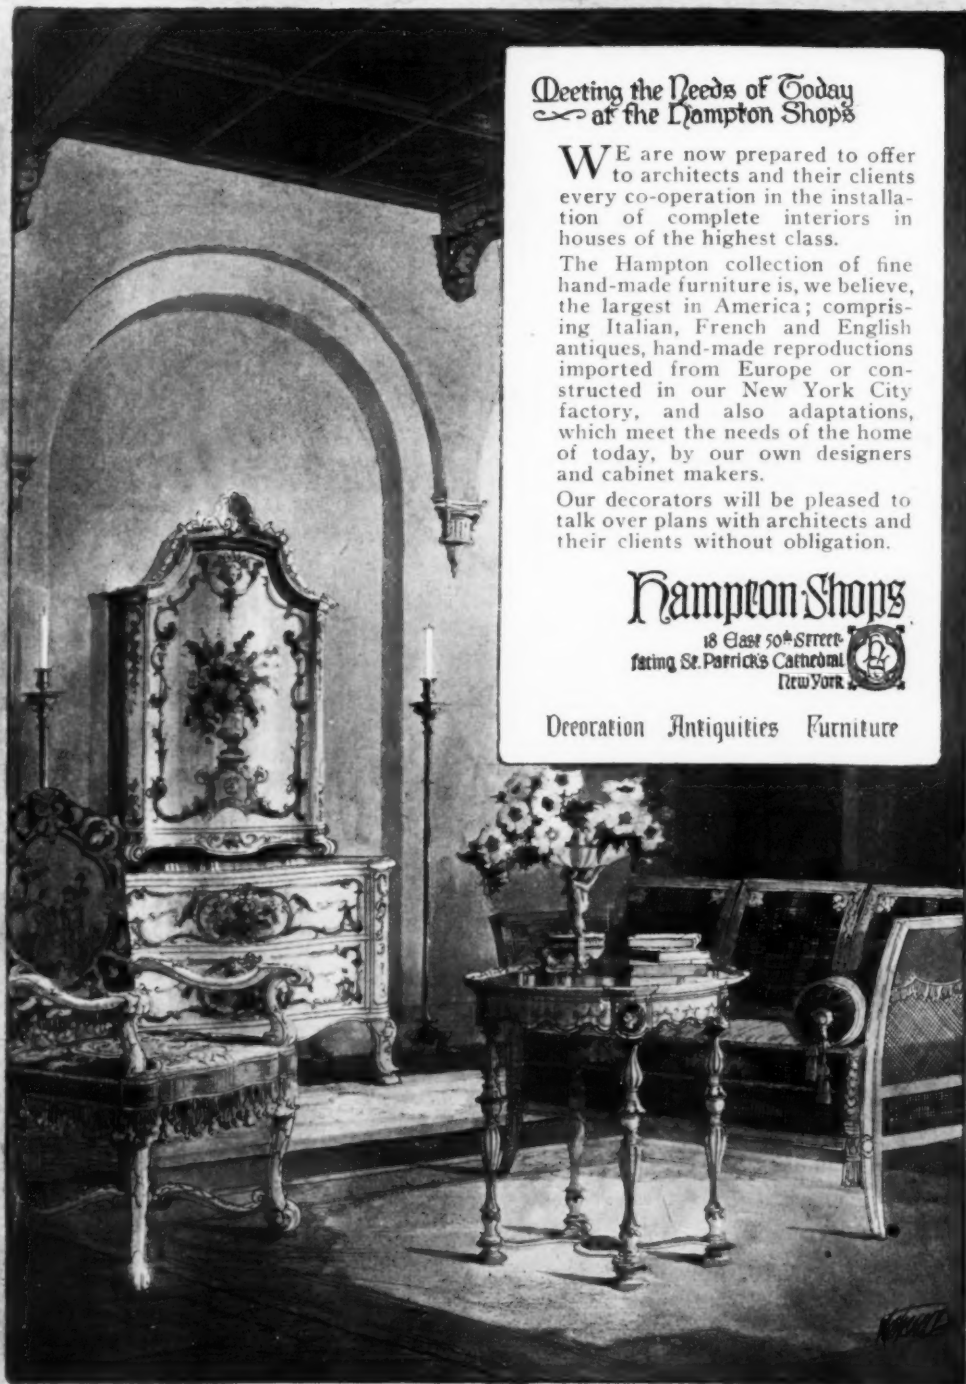 Meeting the Needs of Today
at the Hampton Shops
WE are now prepared to offer
to architects and their clients
every co-operation in the installa-
tion of complete interiors in
houses of the highest class.
The Hampton collection of fine
hand-made furniture is, we believe,
the largest in America; compris-
ing Italian, French and English
antiques, hand-made reproductions
imported from Europe or con-
structed in our New York City
factory, and also adaptations,
which meet the needs of the home
of today, by our own designers
and cabinet makers.
Our decorators will be pleased to
talk over plans with architects and
their clients without obligation.
Hampton Shops
18 East 50th Street
facing St. Patrick's Cathedral
New York
Decoration Antiquities Furniture